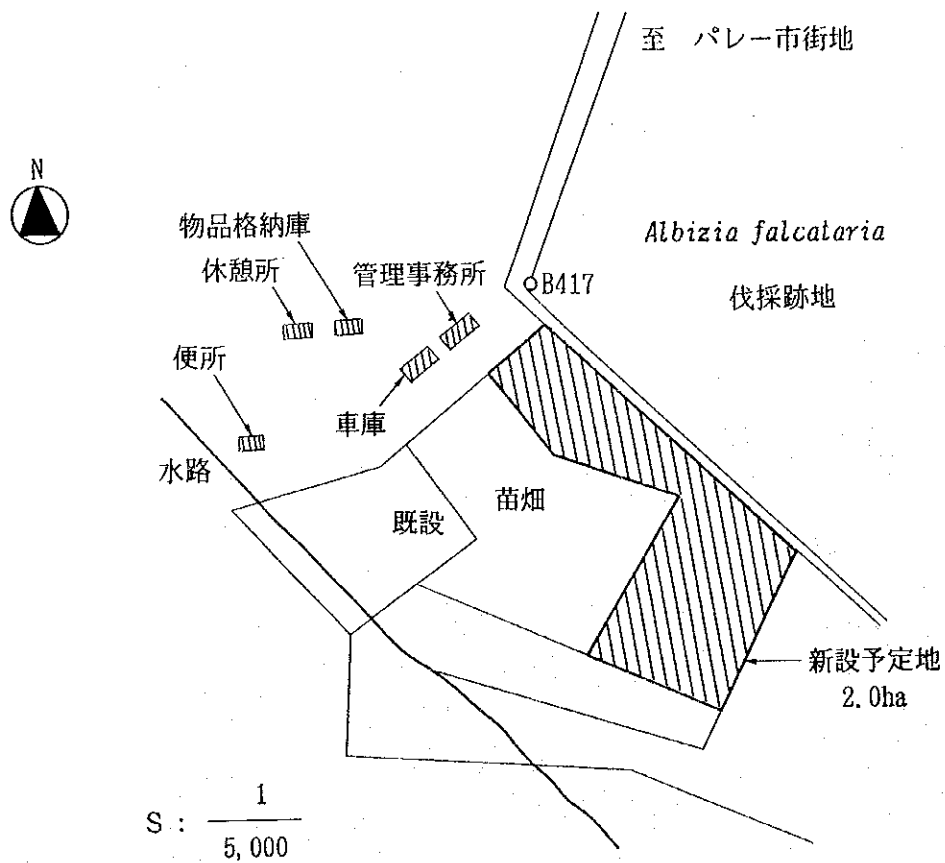 至 パレー市街地
N
物品格納庫
休憩所
管理事務所
Albizia falcataria
伐採跡地
B417
便所
車庫
水路
苗畑
既設
新設予定地
2.0ha
S : 1
5,000